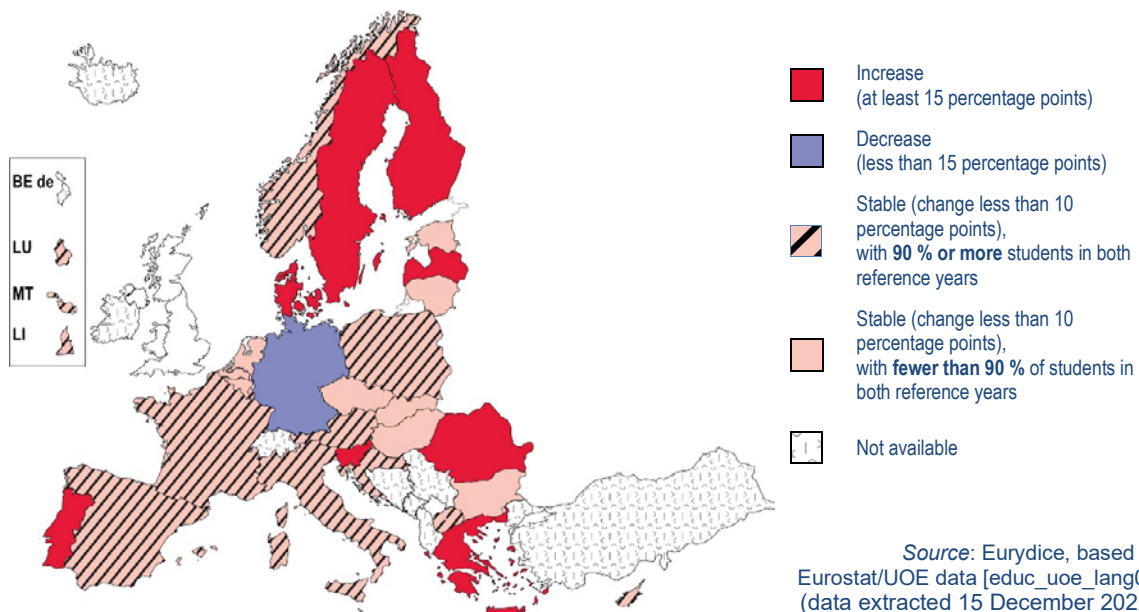 BE de
LU
MT
LI
Increase
(at least 15 percentage points)
Decrease
(less than 15 percentage points)
Stable (change less than 10
percentage points),
with 90 % or more students in both
reference years
Stable (change less than 10
percentage points),
with fewer than 90 % of students in
both reference years
Not available
Source: Eurydice, based
Eurostat/UOE data [educ_uoe_lang0
(data extracted 15 December 202